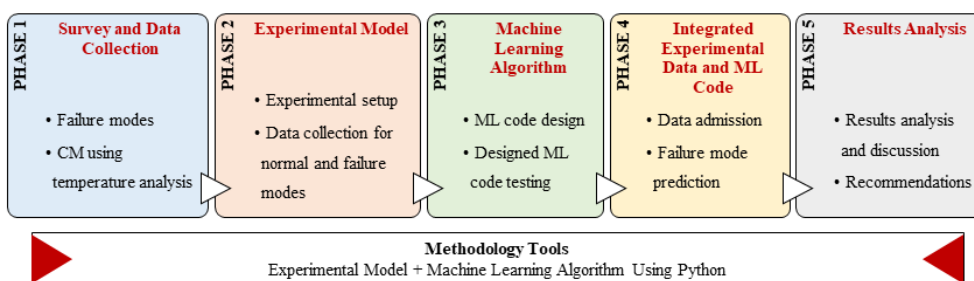 PHASE 1
Survey and Data
Collection
• Failure modes
• CM using
temperature analysis
PHASE 2
Experimental Model
• Experimental setup
• Data collection for
normal and failure
modes
PHASE 3
Machine
Learning
Algorithm
• ML code design
• Designed ML
code testing
PHASE 4
Integrated
Experimental
Data and ML
Code
• Data admission
• Failure mode
prediction
PHASE 5
Results Analysis
• Results analysis
and discussion
• Recommendations
Methodology Tools
Experimental Model + Machine Learning Algorithm Using Python